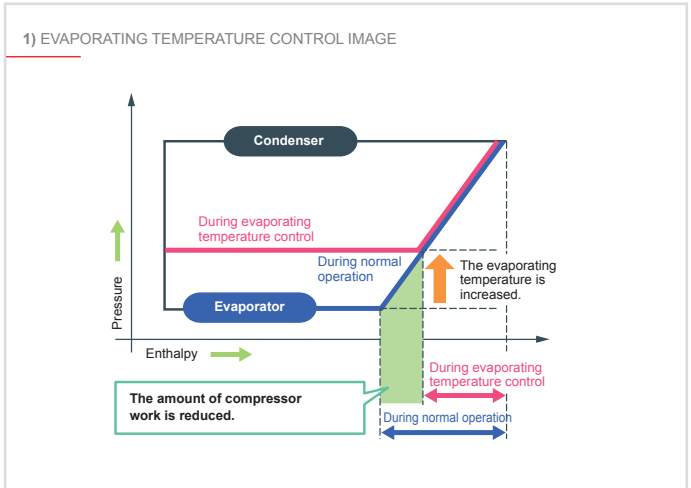 1) EVAPORATING TEMPERATURE CONTROL IMAGE
Condenser
During evaporating
temperature control
During normal
operation
The evaporating
temperature is
increased.
Pressure
Evaporator
Enthalpy
During evaporating
temperature control
The amount of compressor
work is reduced.
During normal operation